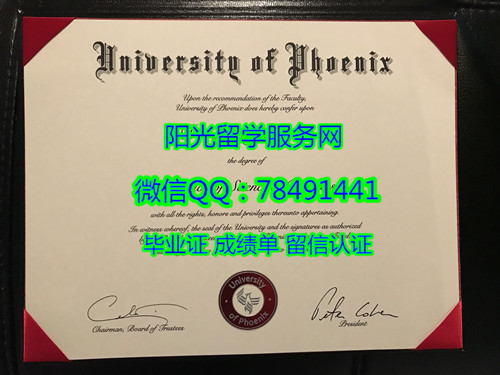 University of Phoenix
Upon the recommendation of the Faculty,
University of Phoenix does hereby confer upon
阳光留学服务网
the degree of
微信QQ：78491441
with all the rights, honors and privileges thereunto appertaining.
In witness whereof, the seal of the University and the signatures as authorized
毕业证 成绩单 留信认证
University
of Phoenix
Chairman, Board of Trustees
President